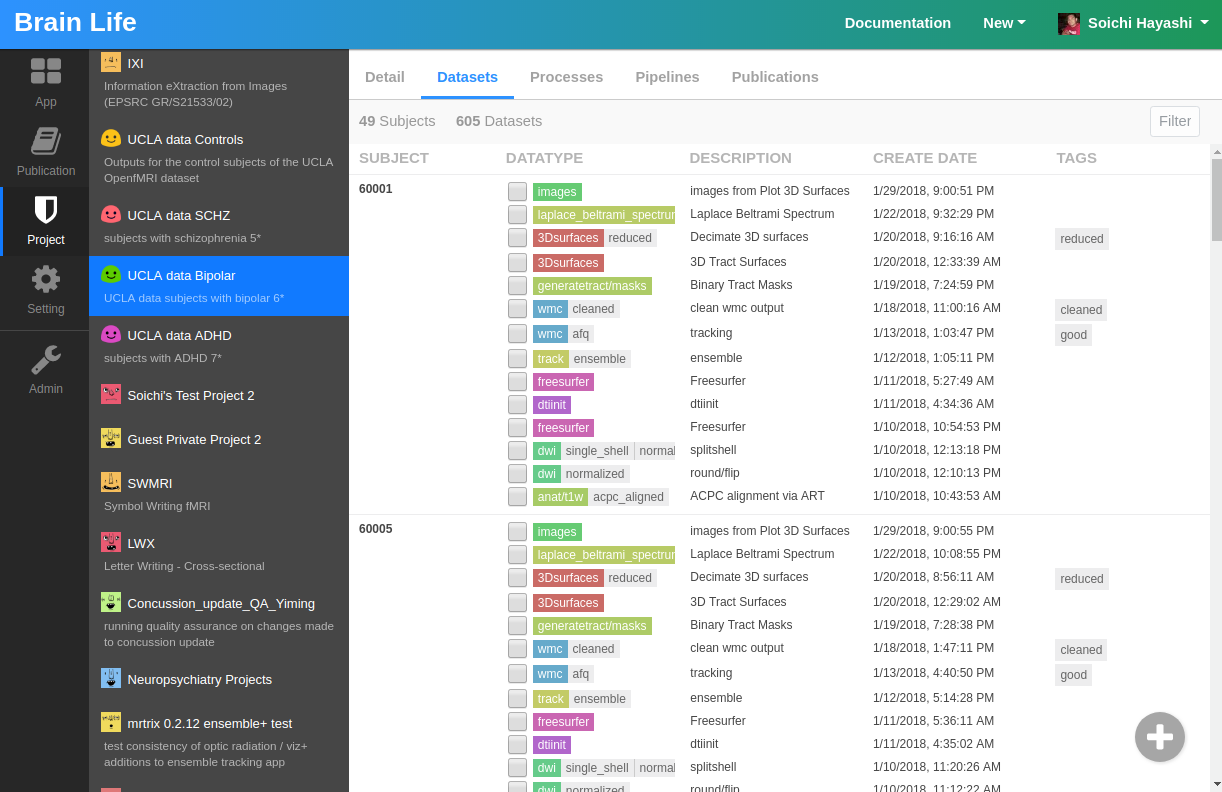 Brain Life
Documentation New Soichi Hayashi
App
Publication
Project
Setting
Admin
IXI
Information eXtraction from Images
(EPSRC GR/S21533/02)
UCLA data Controls
Outputs for the control subjects of the UCLA
OpenfMRI dataset
UCLA data SCHZ
subjects with schizophrenia 5*
UCLA data Bipolar
UCLA data subjects with bipolar 6*
UCLA data ADHD
subjects with ADHD 7*
Soichi's Test Project 2
Guest Private Project 2
SWMRI
Symbol Writing fMRI
LWX
Letter Writing - Cross-sectional
Concussion_update_QA_Yiming
running quality assurance on changes made
to concussion update
Neuropsychiatry Projects
mrtrix 0.2.12 ensemble+ test
test consistency of optic radiation / viz+
additions to ensemble tracking app
Detail Datasets Processes Pipelines Publications
49 Subjects 605 Datasets Filter
SUBJECT DATATYPE DESCRIPTION CREATE DATE TAGS
60001 images images from Plot 3D Surfaces 1/29/2018, 9:00:51 PM
laplace_beltrami_spectrur Laplace Beltrami Spectrum 1/22/2018, 9:32:29 PM
3Dsurfaces reduced Decimate 3D surfaces 1/20/2018, 9:16:16 AM reduced
3Dsurfaces 3D Tract Surfaces 1/20/2018, 12:33:39 AM
generatetract/masks Binary Tract Masks 1/19/2018, 7:24:59 PM
wmc cleaned clean wmc output 1/18/2018, 11:00:16 AM cleaned
wmc afq tracking 1/13/2018, 1:03:47 PM good
track ensemble ensemble 1/12/2018, 1:05:11 PM
freesurfer Freesurfer 1/11/2018, 5:27:49 AM
dtiinit dtiinit 1/11/2018, 4:34:36 AM
freesurfer Freesurfer 1/10/2018, 10:54:53 PM
dwi single_shell normal splitshell 1/10/2018, 12:13:18 PM
dwi normalized round/flip 1/10/2018, 12:10:13 PM
anat/t1w acpc_aligned ACPC alignment via ART 1/10/2018, 10:43:53 AM
60005 images images from Plot 3D Surfaces 1/29/2018, 9:00:55 PM
laplace_beltrami_spectrur Laplace Beltrami Spectrum 1/22/2018, 10:08:55 PM
3Dsurfaces reduced Decimate 3D surfaces 1/20/2018, 8:56:11 AM reduced
3Dsurfaces 3D Tract Surfaces 1/20/2018, 12:29:02 AM
generatetract/masks Binary Tract Masks 1/19/2018, 7:28:38 PM
wmc cleaned clean wmc output 1/18/2018, 1:47:11 PM cleaned
wmc afq tracking 1/13/2018, 4:40:50 PM good
track ensemble ensemble 1/12/2018, 5:14:28 PM
freesurfer Freesurfer 1/11/2018, 5:36:11 AM
dtiinit dtiinit 1/11/2018, 4:35:02 AM
dwi single_shell normal splitshell 1/10/2018, 11:20:26 AM
dwi normalized round/flip 1/10/2018, 11:12:22 AM